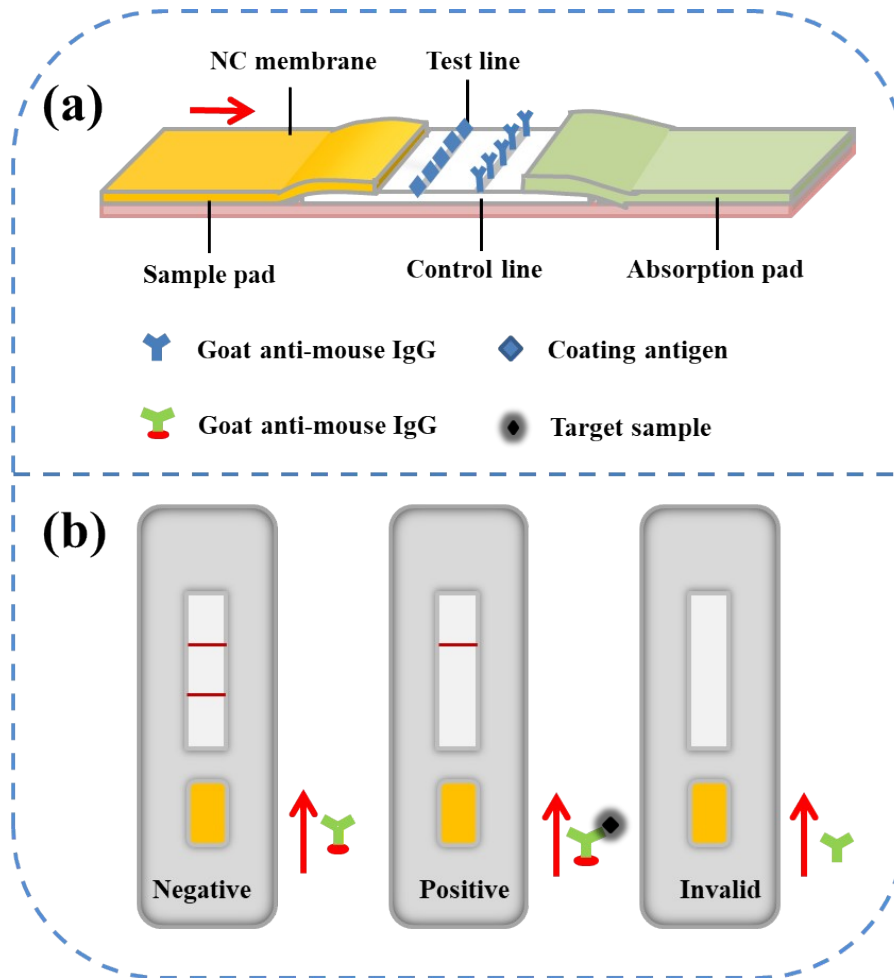 NC membrane
Test line
(a)
Sample pad
Control line
Absorption pad
Goat anti-mouse IgG
Coating antigen
Goat anti-mouse IgG
Target sample
(b)
Negative
Positive
Invalid